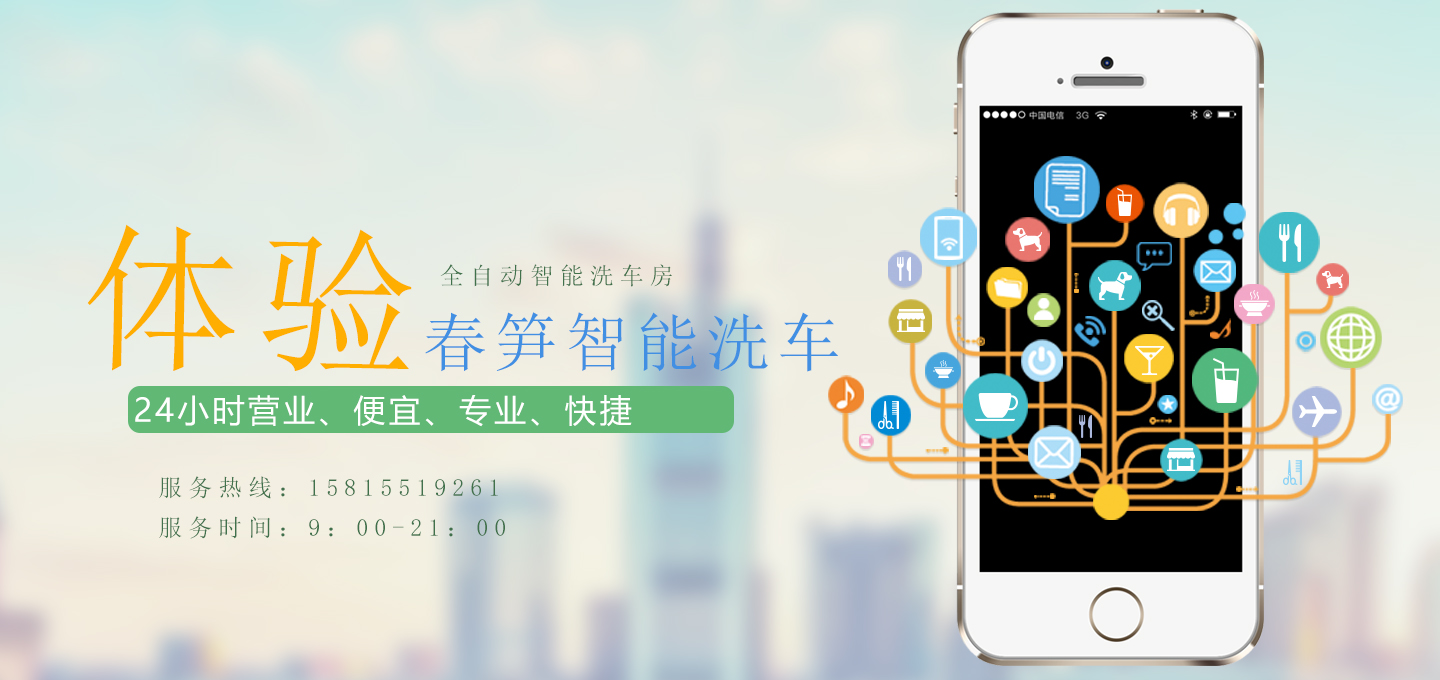 体验
全自动智能洗车房
春笋智能洗车
24小时营业、便宜、专业、快捷
服务热线：15815519261
服务时间：9：00-21：00
中国电信 3G
@